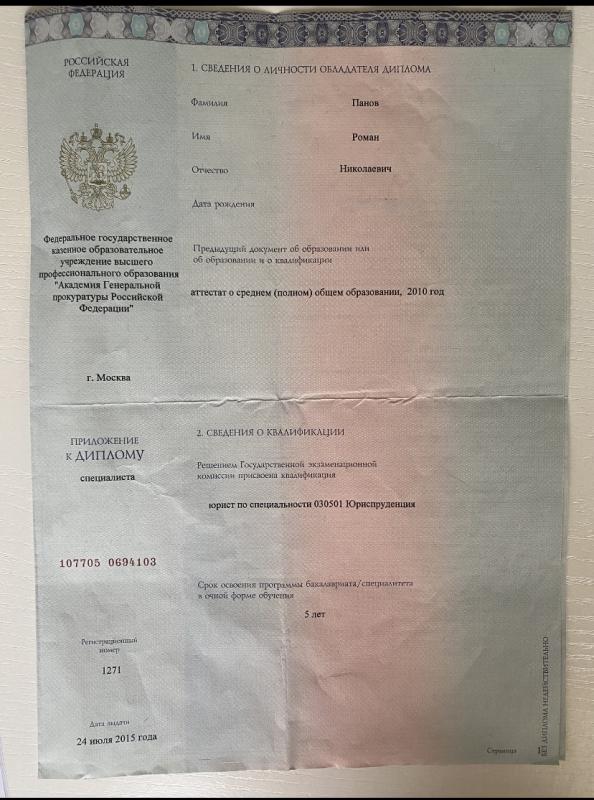 РОССИЙСКАЯ
ФЕДЕРАЦИЯ
Федеральное государственное
казенное образовательное
учреждение высшего
профессионального образования
"Академия Генеральной
прокуратуры Российской
Федерации"
г. Москва
ПРИЛОЖЕНИЕ
к ДИПЛОМУ
специалиста
107705 0694103
Регистрационный
номер
1271
Дата выдачи
24 июля 2015 года
1. СВЕДЕНИЯ О ЛИЧНОСТИ ОБЛАДАТЕЛЯ ДИПЛОМА
Фамилия Панов
Имя Роман
Отчество Николаевич
Дата рождения
Предыдущий документ об образовании или
об образовании и о квалификации
аттестат о среднем (полном) общем образовании, 2010 год
2. СВЕДЕНИЯ О КВАЛИФИКАЦИИ
Решением Государственной экзаменационной
комиссии присвоена квалификация
юрист по специальности 030501 Юриспруденция
Срок освоения программы бакалавриата/специалитета
в очной форме обучения
5 лет
Страница 1
БЕЗ ДИПЛОМА НЕДЕЙСТВИТЕЛЬНО